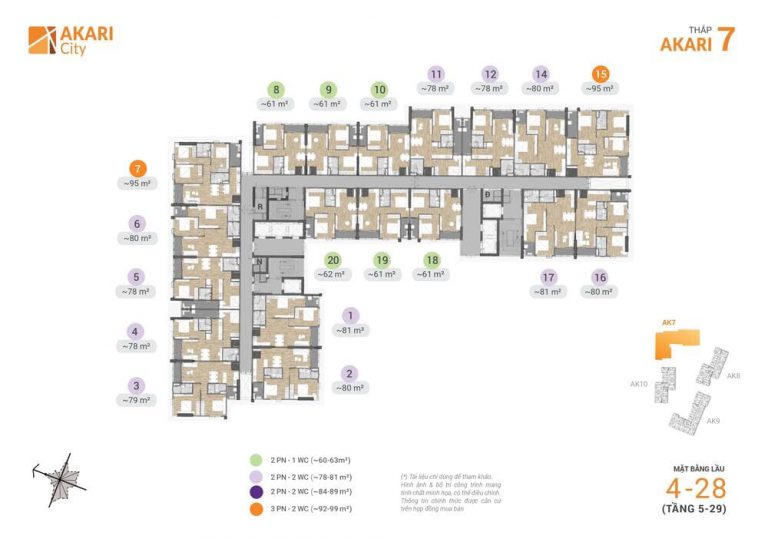 AKARI
City
THÁP
AKARI 7
8
~61 m²
9
~61 m²
10
~61 m²
11
~78 m²
12
~78 m²
14
~80 m²
15
~95 m²
7
~95 m²
6
~80 m²
5
~78 m²
4
~78 m²
3
~79 m²
R
N
Đ
20
~62 m²
19
~61 m²
18
~61 m²
17
~81 m²
16
~80 m²
1
~81 m²
2
~80 m²
AK7
AK8
AK10
AK9
2 PN - 1 WC (~60-63m²)
2 PN - 2 WC (~78-81m²)
2 PN - 2 WC (~84-89m²)
3 PN - 2 WC (~92-99 m²)
(*) Tài liệu chỉ dùng để tham khảo.
Hình ảnh & bố trí công trình mang
tính chất minh họa, có thể điều chỉnh.
Thông tin chính thức được căn cứ
trên hợp đồng mua bán
MẶT BẰNG LẦU
4-28
(TẦNG 5-29)